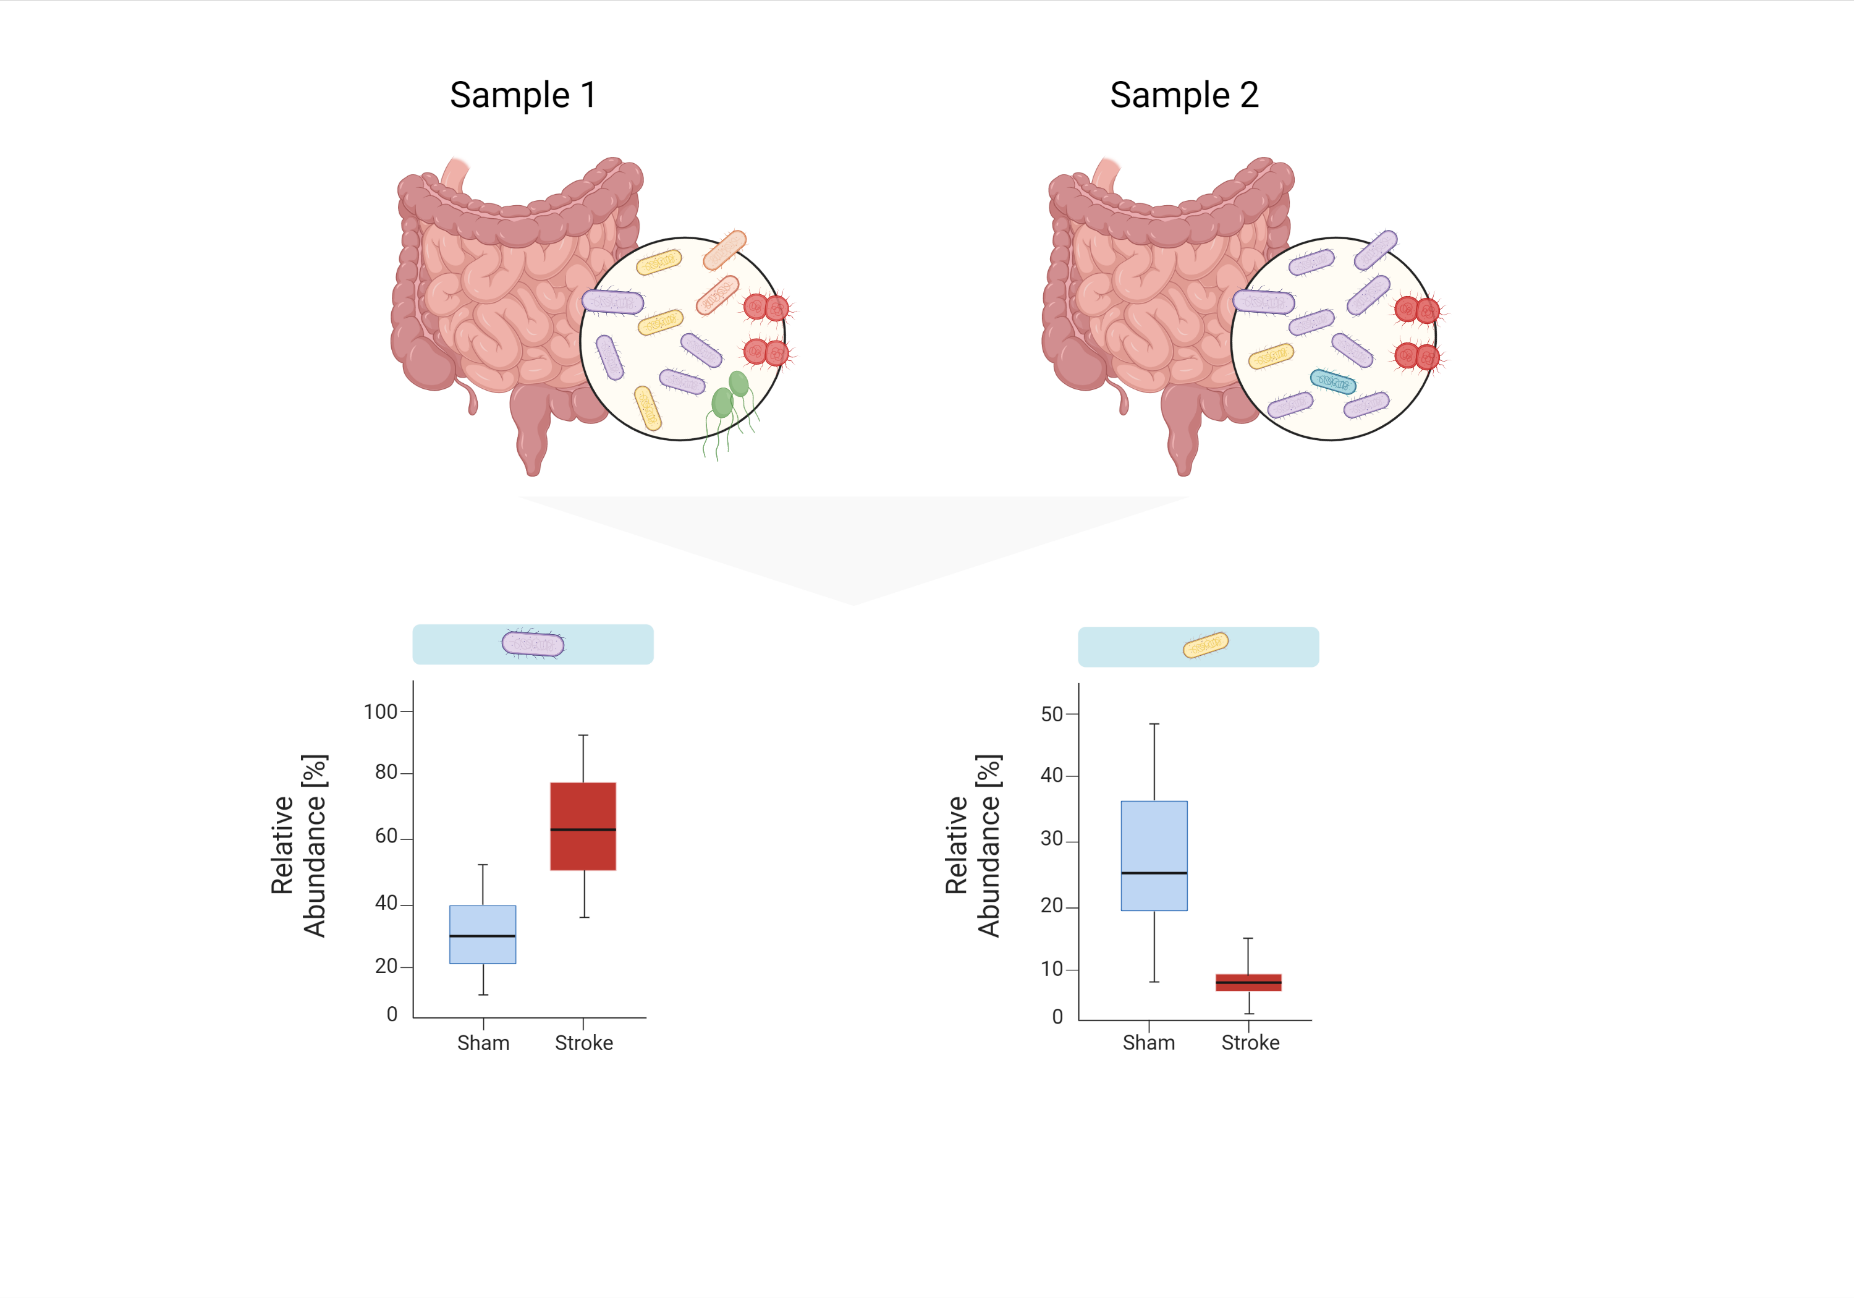 Sample 1
Sample 2
Relative
Abundance [%]
100
80
60
40
20
0
Sham
Stroke
Relative
Abundance [%]
50
40
30
20
10
0
Sham
Stroke